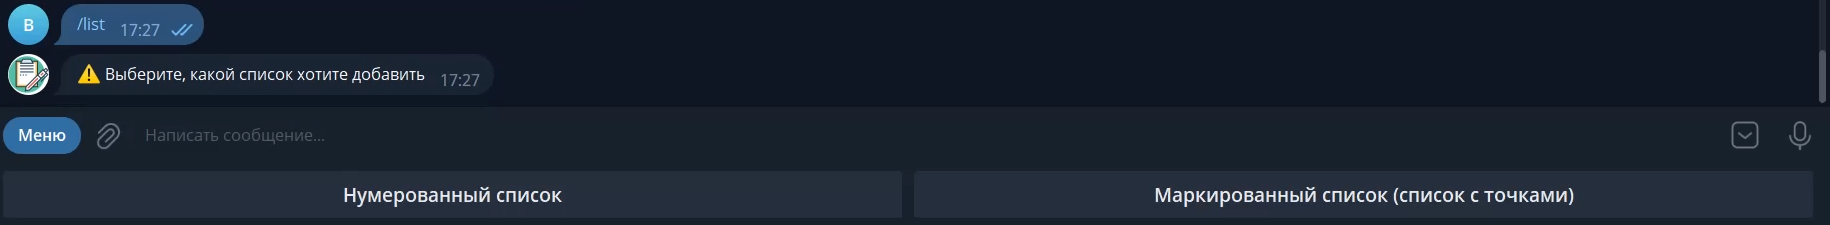 B
/list 17:27
⚠️ Выберите, какой список хотите добавить 17:27
Меню Написать сообщение...
Нумерованный список Маркированный список (список с точками)